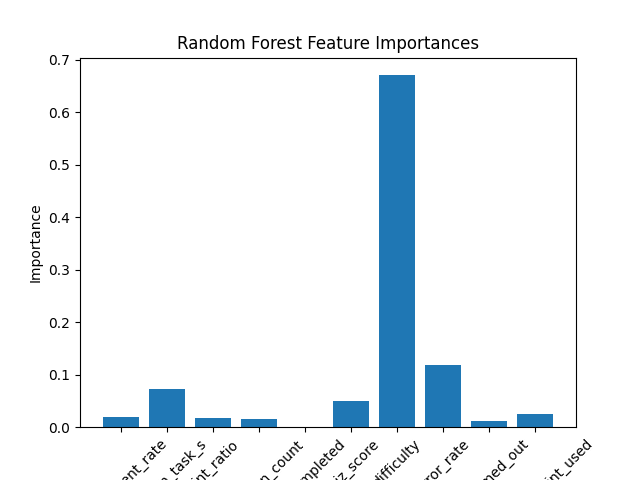 Random Forest Feature Importances
Importance
0.7
0.6
0.5
0.4
0.3
0.2
0.1
0.0
ent_rate
_task_s
int_ratio
n_count
mpleted
iz_score
difficulty
ror_rate
med_out
int_used